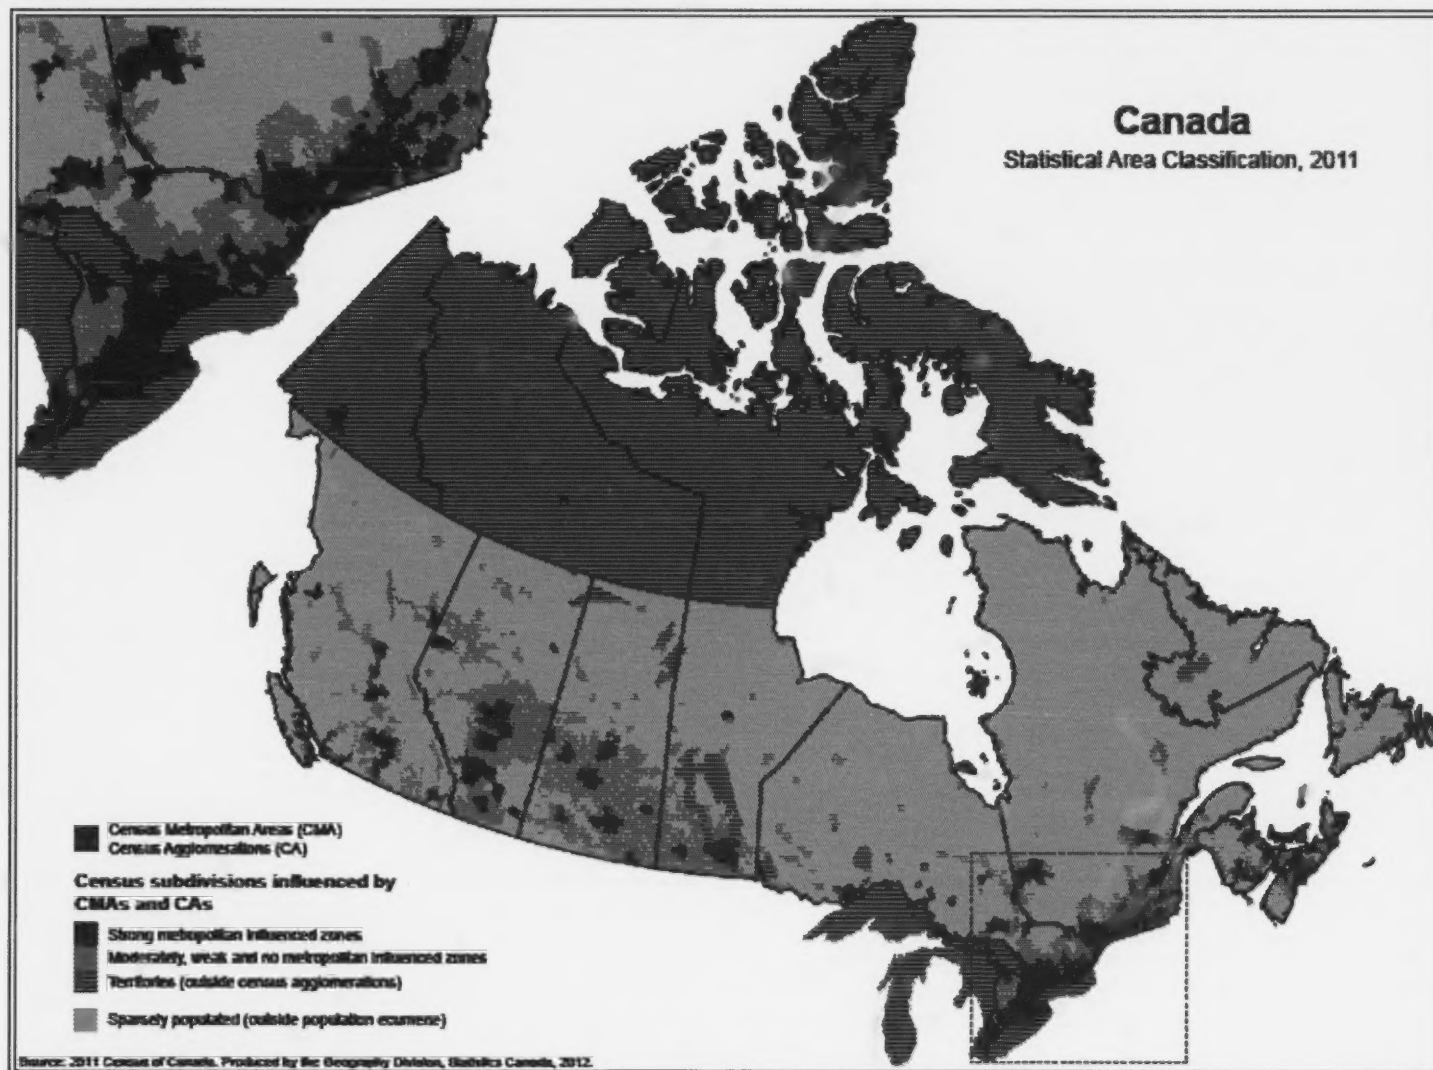 Canada
Statistical Area Classification, 2011
Census Metropolitan Areas (CMA)
Census Agglomerations (CA)
Census subdivisions influenced by
CMAs and CAs
Strong metropolitan influenced zones
Moderately, weak and no metropolitan influenced zones
Territories (outside census agglomerations)
Sparsely populated (outside population ecumene)
Source: 2011 Census of Canada. Produced by the Geography Division, Statistics Canada, 2012.